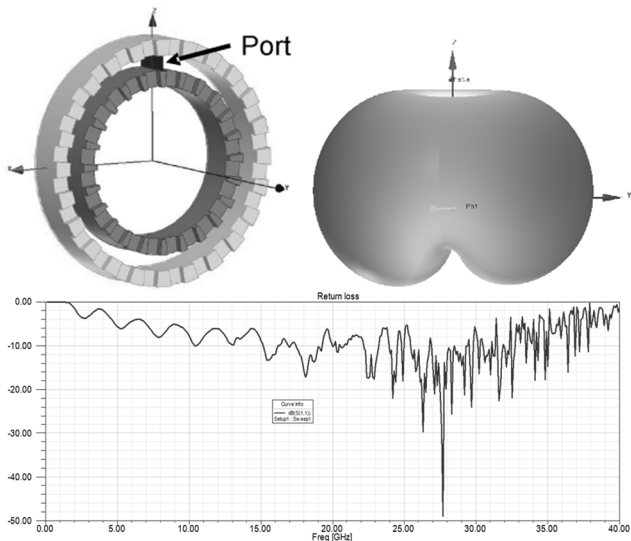 Z
Port
X
Y
Z
Y
Phi
Return loss
0.00
-10.00
-20.00
-30.00
-40.00
-50.00
Curve Info
dB(S(1,1))
Setup1 : Sweep1
0.00 5.00 10.00 15.00 20.00 25.00 30.00 35.00 40.00
Freq [GHz]